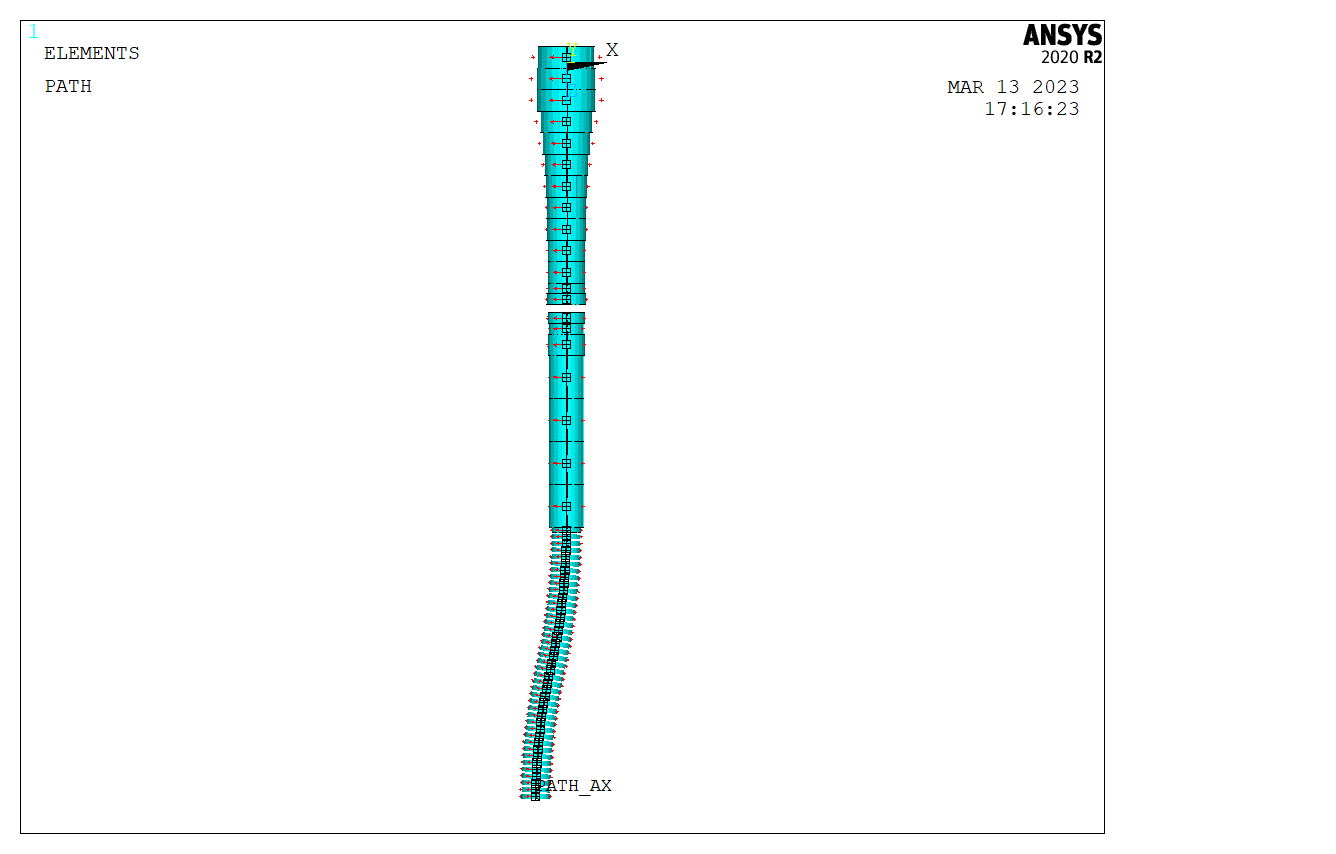 1
ELEMENTS
PATH
Y
X
ANSYS
2020 R2
MAR 13 2023
17:16:23
Z
PATH_AX